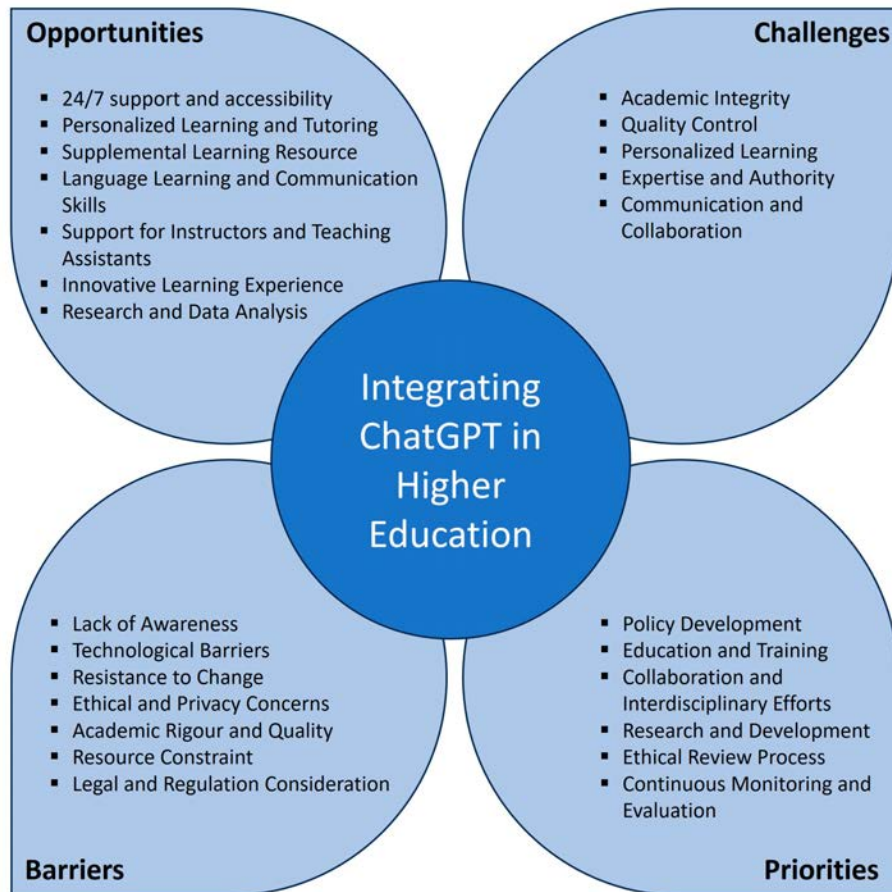 Opportunities
▪ 24/7 support and accessibility
▪ Personalized Learning and Tutoring
▪ Supplemental Learning Resource
▪ Language Learning and Communication
Skills
▪ Support for Instructors and Teaching
Assistants
▪ Innovative Learning Experience
▪ Research and Data Analysis
Challenges
▪ Academic Integrity
▪ Quality Control
▪ Personalized Learning
▪ Expertise and Authority
▪ Communication and
Collaboration
Integrating
ChatGPT in
Higher
Education
▪ Lack of Awareness
▪ Technological Barriers
▪ Resistance to Change
▪ Ethical and Privacy Concerns
▪ Academic Rigour and Quality
▪ Resource Constraint
▪ Legal and Regulation Consideration
Barriers
▪ Policy Development
▪ Education and Training
▪ Collaboration and
Interdisciplinary Efforts
▪ Research and Development
▪ Ethical Review Process
▪ Continuous Monitoring and
Evaluation
Priorities